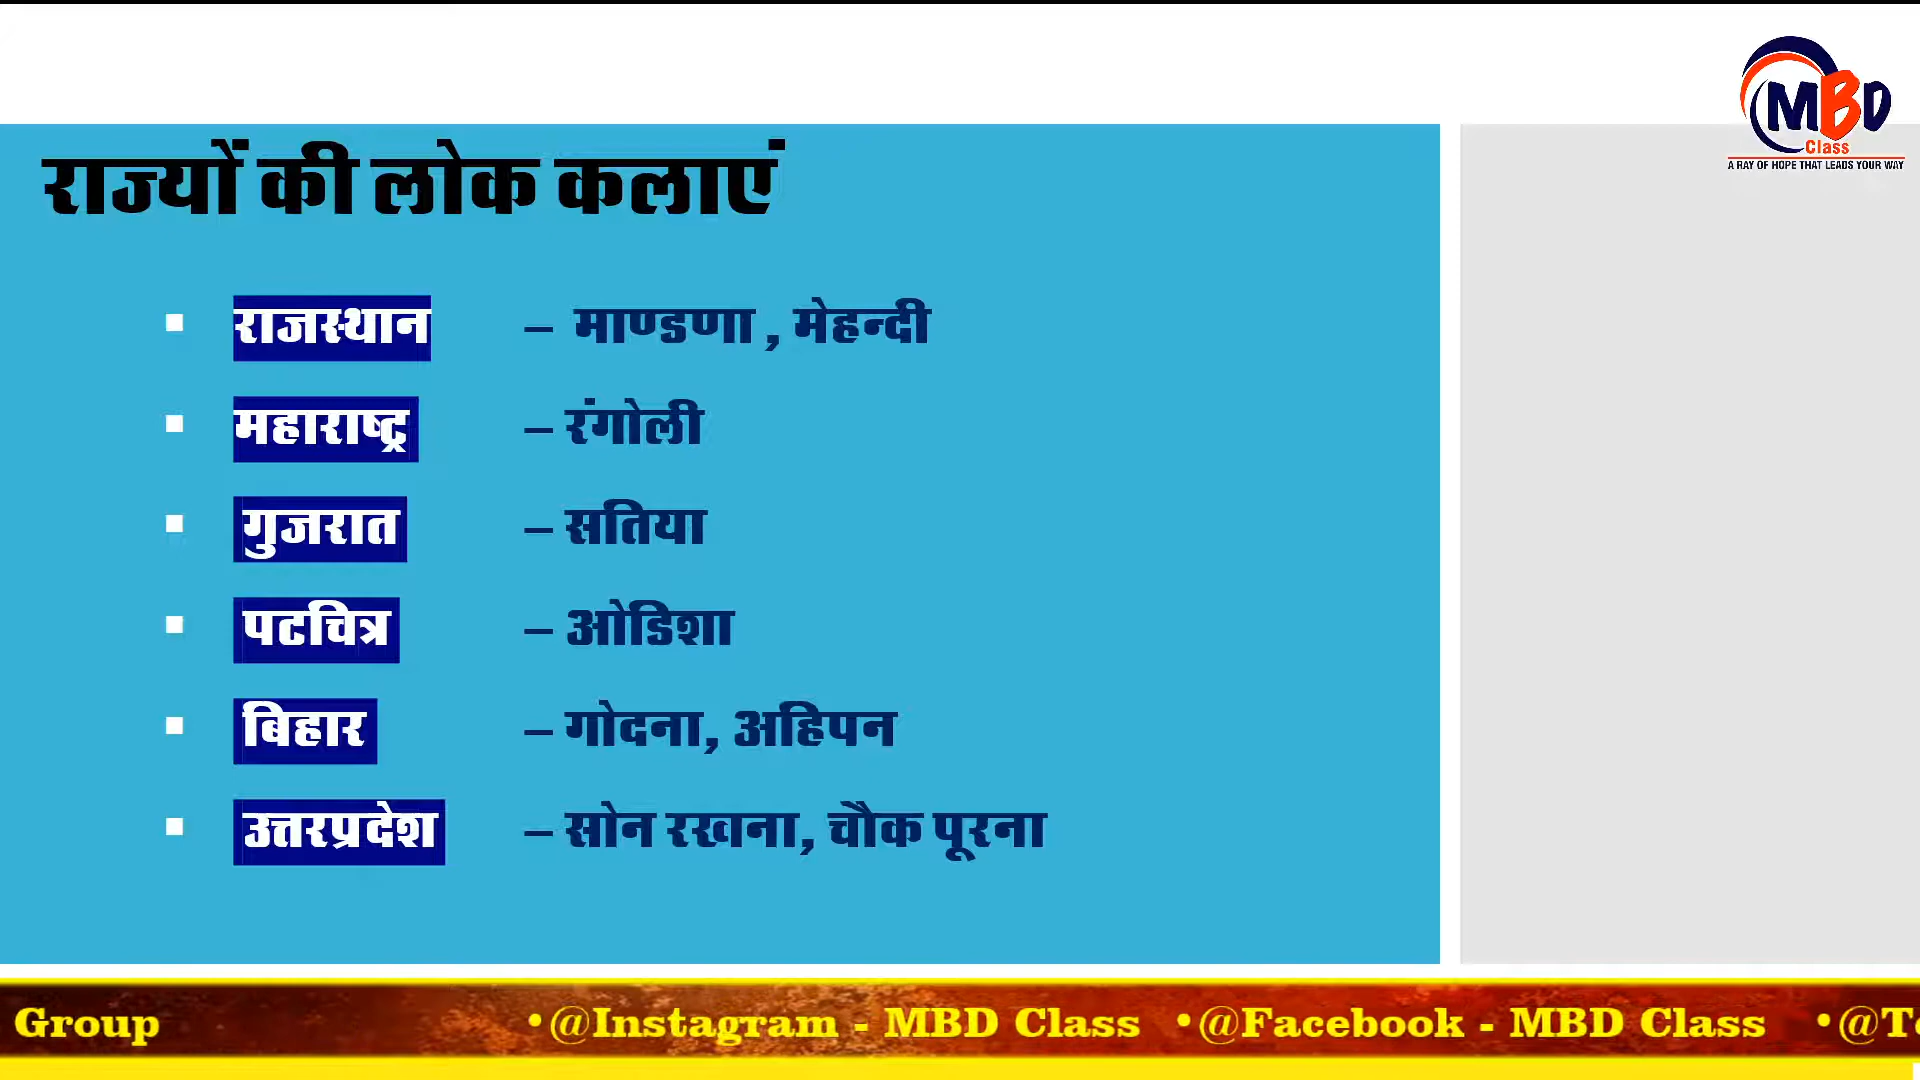 MBD
Class
A RAY OF HOPE THAT LEADS YOUR WAY
राज्यों की लोक कलाएं
▪ राजस्थान – माण्डणा , मेहन्दी
▪ महाराष्ट्र – रंगोली
▪ गुजरात – सतिया
▪ पटचित्र – ओडिशा
▪ बिहार – गोदना, अहिपन
▪ उत्तरप्रदेश – सोन रखना, चौक पूरना
Group •@Instagram - MBD Class •@Facebook - MBD Class